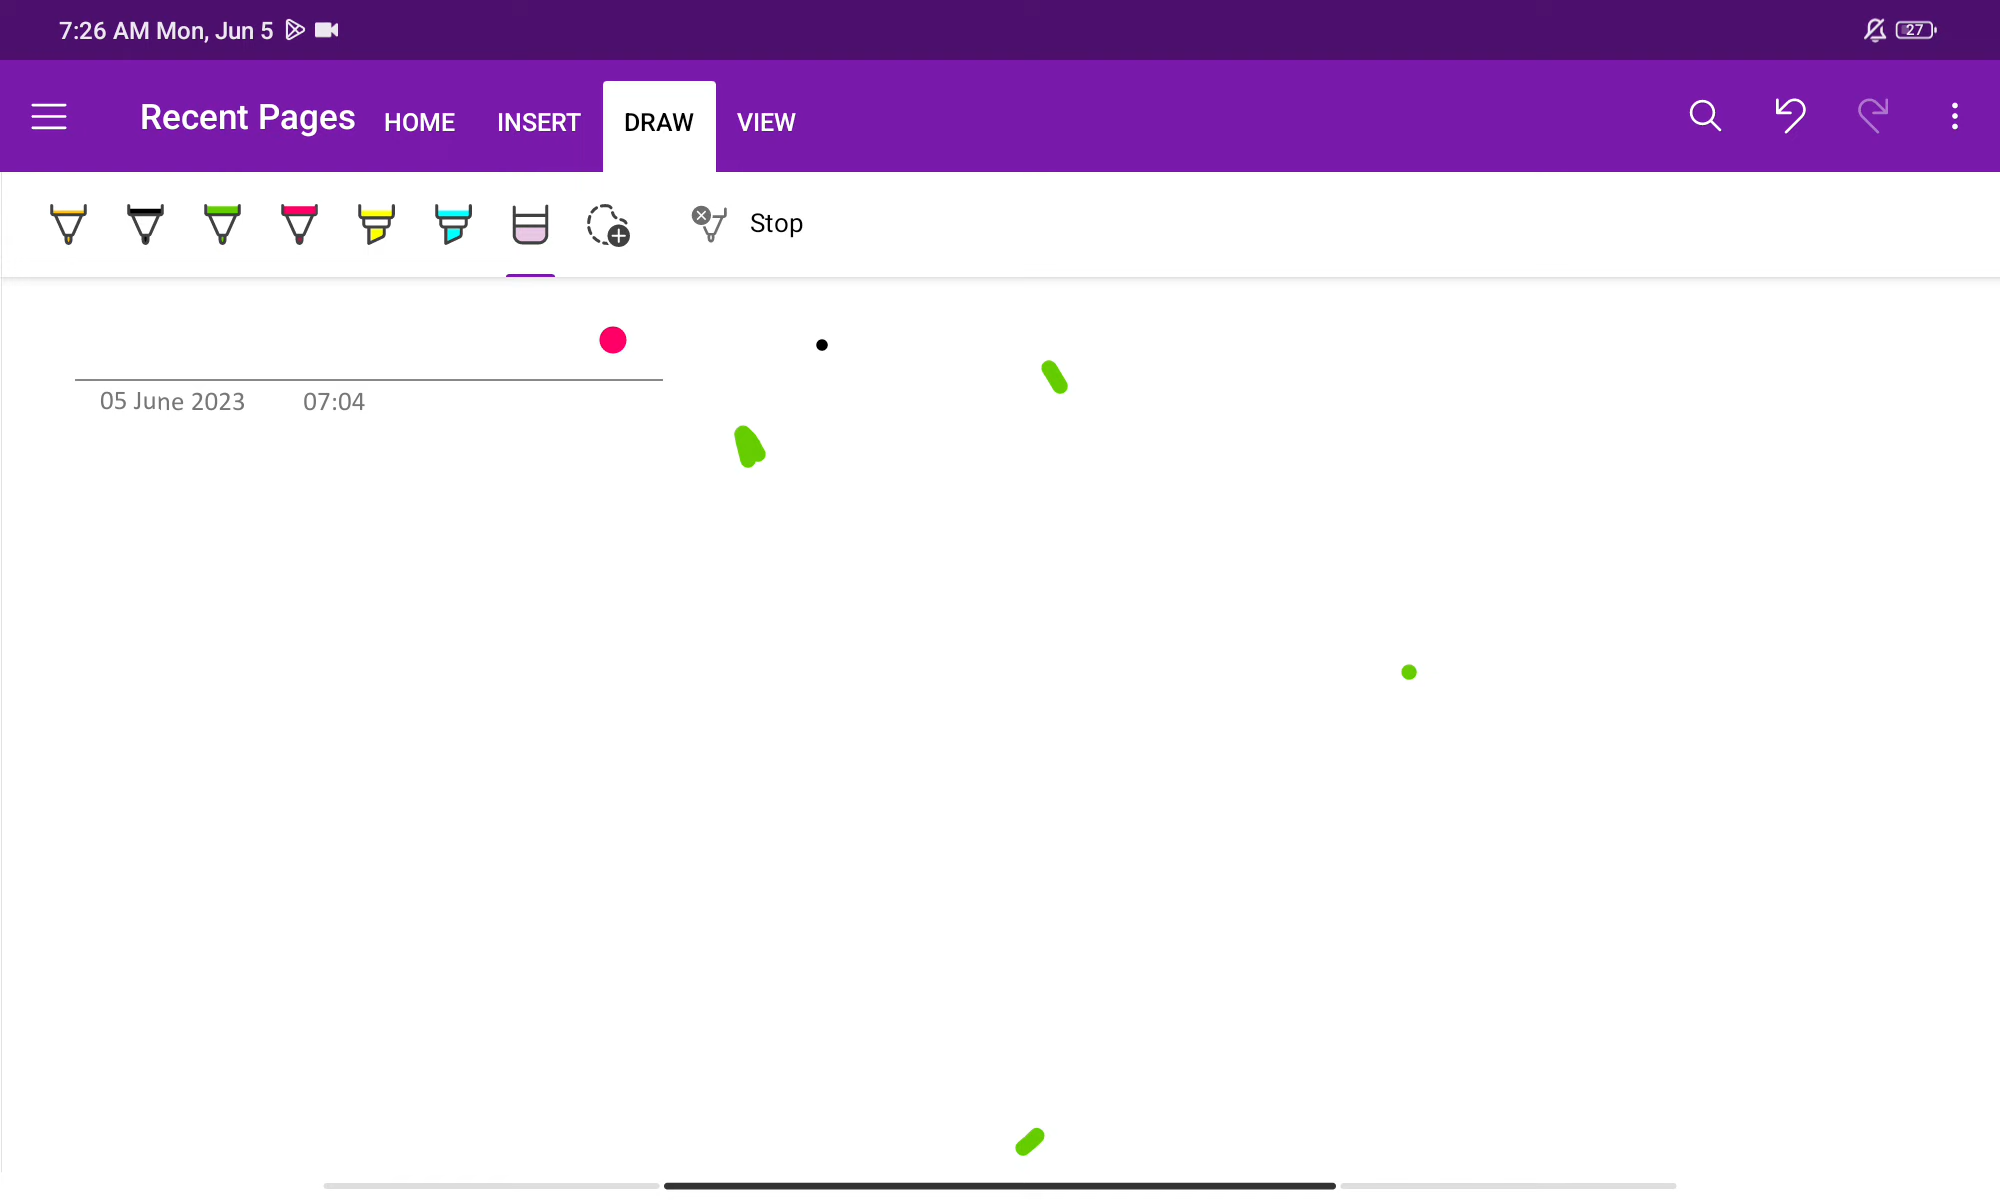 7:26 AM Mon, Jun 5 27
Recent Pages HOME INSERT DRAW VIEW
Stop
05 June 2023 07:04